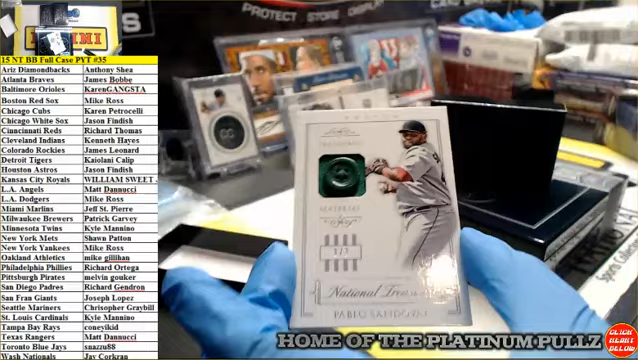 PROTECT STORE DISPLAY
15 NT BB Full Case PYT #35
Ariz Diamondbacks Anthony Shea
Atlanta Braves James Bobbe
Baltimore Orioles KarenGANGSTA
Boston Red Sox Mike Ross
Chicago Cubs Karen Petrocelli
Chicago White Sox Jason Findish
Cincinnati Reds Richard Thomas
Cleveland Indians Kenneth Hayes
Colorado Rockies James Leonard
Detroit Tigers Kaiolani Calip
Houston Astros Jason Findish
Kansas City Royals WILLIAM SWEET
L.A. Angels Matt Dannucci
L.A. Dodgers Mike Ross
Miami Marlins Jeff St. Pierre
Milwaukee Brewers Patrick Garvey
Minnesota Twins Kyle Mannino
New York Mets Shawn Patton
New York Yankees Mike Ross
Oakland Athletics mike gillihan
Philadelphia Phillies Richard Ortega
Pittsburgh Pirates melvin gouker
San Diego Padres Richard Gendron
San Fran Giants Joseph Lopez
Seattle Mariners Chrisopher Graybill
St. Louis Cardinals Kyle Mannino
Tampa Bay Rays coneyikid
Texas Rangers Matt Dannucci
Toronto Blue Jays snazzu88
Wash Nationals Jay Corkran
1/1
National Treasures
PABLO SANDOVAL
HOME OF THE PLATINUM PULLZ
CLICK
HEART
BELOW